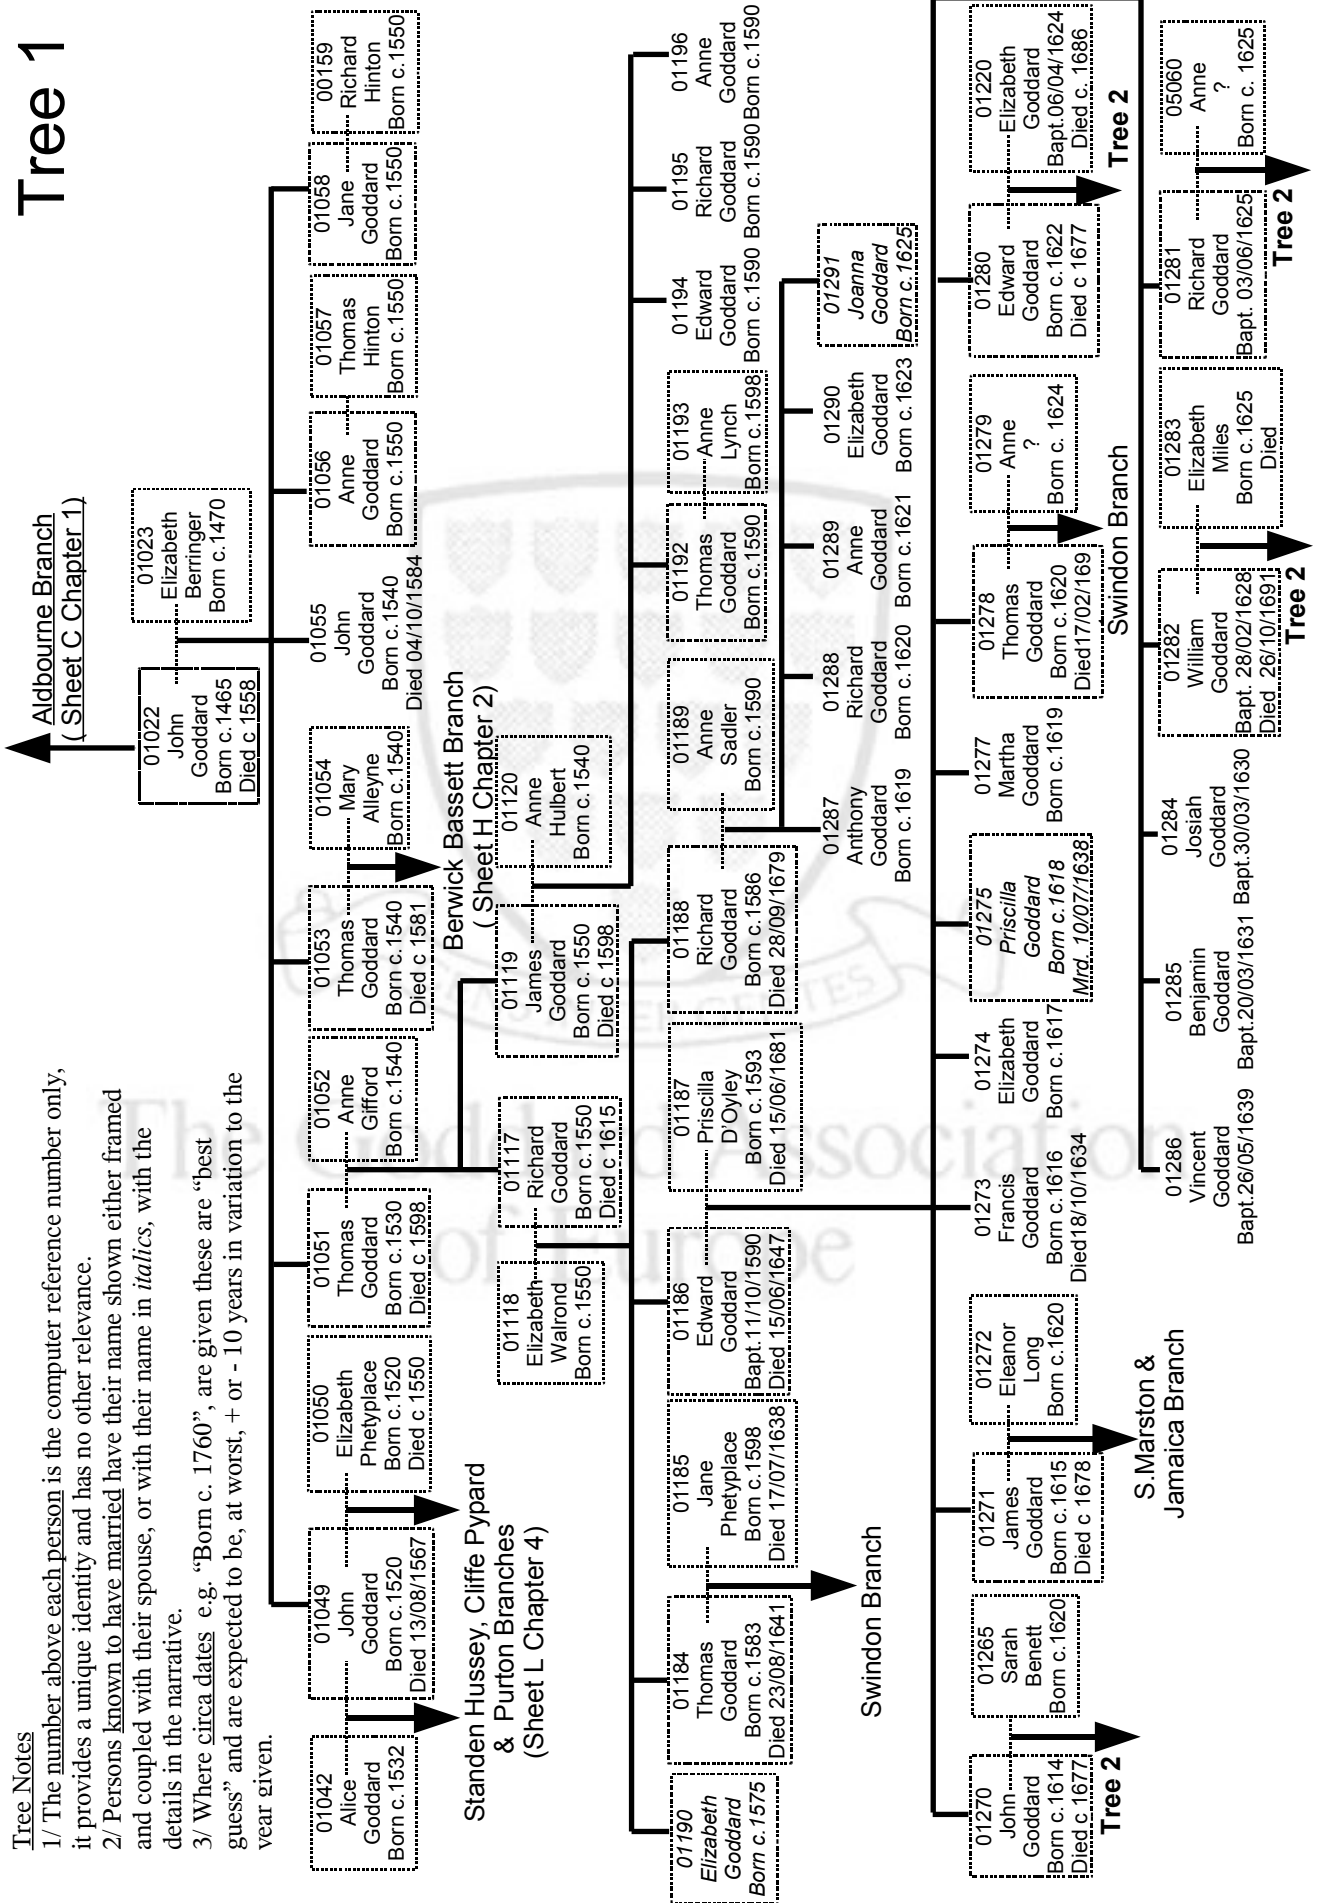 Tree 1
Tree Notes
1/ The number above each person is the computer reference number only,
it provides a unique identity and has no other relevance.
2/ Persons known to have married have their name shown either framed
and coupled with their spouse, or with their name in italics, with the
details in the narrative.
3/ Where circa dates e.g. “Born c. 1760”, are given these are “best
guess” and are expected to be, at worst, + or - 10 years in variation to the
year given.
Aldbourne Branch
( Sheet C Chapter 1)
01022
John
Goddard
Born c.1465
Died c 1558
01023
Elizabeth
Berringer
Born c.1470
01042
Alice
Goddard
Born c.1532
01049
John
Goddard
Born c.1520
Died 13/08/1567
01050
Elizabeth
Phetyplace
Born c.1520
Died c 1550
01051
Thomas
Goddard
Born c.1530
Died c 1598
01052
Anne
Gifford
Born c.1540
01053
Thomas
Goddard
Born c.1540
Died c 1581
01054
Mary
Alleyne
Born c.1540
01055
John
Goddard
Born c.1540
Died 04/10/1584
01056
Anne
Goddard
Born c.1550
01057
Thomas
Hinton
Born c.1550
01058
Jane
Goddard
Born c.1550
00159
Richard
Hinton
Born c.1550
Standen Hussey, Cliffe Pypard
& Purton Branches
(Sheet L Chapter 4)
Berwick Bassett Branch
( Sheet H Chapter 2)
01118
Elizabeth
Walrond
Born c.1550
01117
Richard
Goddard
Born c.1550
Died c.1615
01119
James
Goddard
Born c.1550
Died c 1598
01120
Anne
Hulbert
Born c.1540
01190
Elizabeth
Goddard
Born c.1575
01184
Thomas
Goddard
Born c.1583
Died 23/08/1641
01185
Jane
Phetyplace
Born c.1598
Died 17/07/1638
01186
Edward
Goddard
Bapt.11/10/1590
Died 15/06/1647
01187
Priscilla
D'Oyley
Born c.1593
Died 15/06/1681
01188
Richard
Goddard
Born c.1586
Died 28/09/1679
01189
Anne
Sadler
Born c.1590
01192
Thomas
Goddard
Born c.1590
01193
Anne
Lynch
Born c.1598
01194
Edward
Goddard
Born c.1590
01195
Richard
Goddard
Born c.1590
01196
Anne
Goddard
Born c.1590
Swindon Branch
01287
Anthony
Goddard
Born c.1619
01288
Richard
Goddard
Born c.1620
01289
Anne
Goddard
Born c.1621
01290
Elizabeth
Goddard
Born c.1623
01291
Joanna
Goddard
Born c.1625
01270
John
Goddard
Born c.1614
Died c.1677
01265
Sarah
Benett
Born c.1620
Tree 2
01271
James
Goddard
Born c.1615
Died c 1678
01272
Eleanor
Long
Born c.1620
S.Marston &
Jamaica Branch
01273
Francis
Goddard
Born c.1616
Died18/10/1634
01274
Elizabeth
Goddard
Born c.1617
01275
Priscilla
Goddard
Born c.1618
Mrd. 10/07/1638
01277
Martha
Goddard
Born c.1619
01278
Thomas
Goddard
Born c.1620
Died17/02/169
01279
Anne
?
Born c. 1624
Swindon Branch
01280
Edward
Goddard
Born c.1622
Died c 1677
01220
Elizabeth
Goddard
Bapt.06/04/1624
Died c. 1686
Tree 2
01286
Vincent
Goddard
Bapt.26/05/1639
01285
Benjamin
Goddard
Bapt.20/03/1631
01284
Josiah
Goddard
Bapt.30/03/1630
01282
William
Goddard
Bapt. 28/02/1628
Died 26/10/1691
01283
Elizabeth
Miles
Born c.1625
Died
Tree 2
01281
Richard
Goddard
Bapt. 03/06/1625
05060
Anne
?
Born c. 1625
Tree 2
The Goddard Association
of Europe